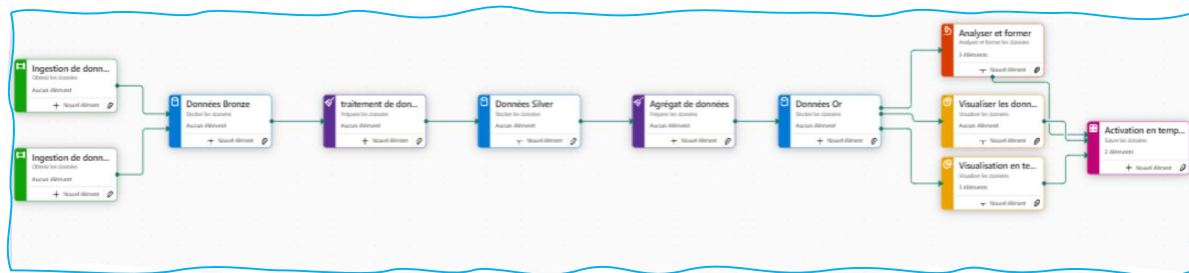 Ingestion de donn...
Obtenir les données
Aucun élément
Nouvel élément
Ingestion de donn...
Obtenir les données
Aucun élément
Nouvel élément
Données Bronze
Stocker les données
Aucun élément
Nouvel élément
traitement de don...
Préparer les données
Aucun élément
Nouvel élément
Données Silver
Stocker les données
Aucun élément
Nouvel élément
Agrégat de données
Préparer les données
Aucun élément
Nouvel élément
Données Or
Stocker les données
Aucun élément
Nouvel élément
Analyser et former
Analyser et former les données
3 éléments
Nouvel élément
Visualiser les donn...
Visualiser les données
Aucun élément
Nouvel élément
Visualisation en te...
Visualiser les données
3 éléments
Nouvel élément
Activation en temp...
Suivre les données
2 éléments
Nouvel élément